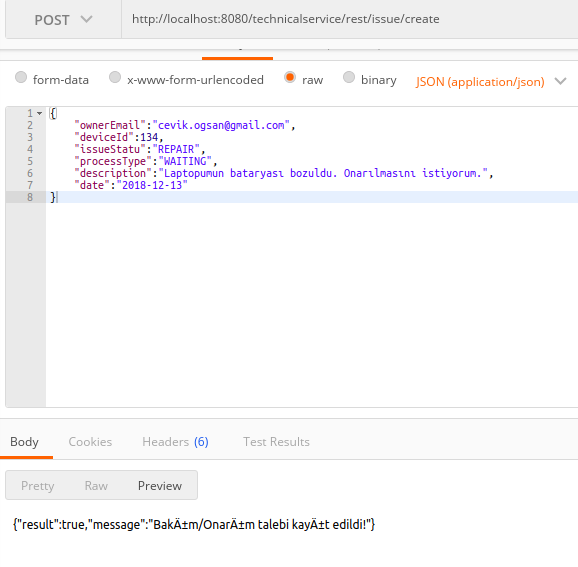 POST http://localhost:8080/technicalservice/rest/issue/create
form-data x-www-form-urlencoded raw binary JSON (application/json)
1 {
2 "ownerEmail":"cevik.ogsan@gmail.com",
3 "deviceId":134,
4 "issueStatu":"REPAIR",
5 "processType":"WAITING",
6 "description":"Laptopumun bataryası bozuldu. Onarılmasını istiyorum.",
7 "date":"2018-12-13"
8 }
Body Cookies Headers (6) Test Results
Pretty Raw Preview
{"result":true,"message":"BakÄ±m/OnarÄ±m talebi kayÄ±t edildi!"}